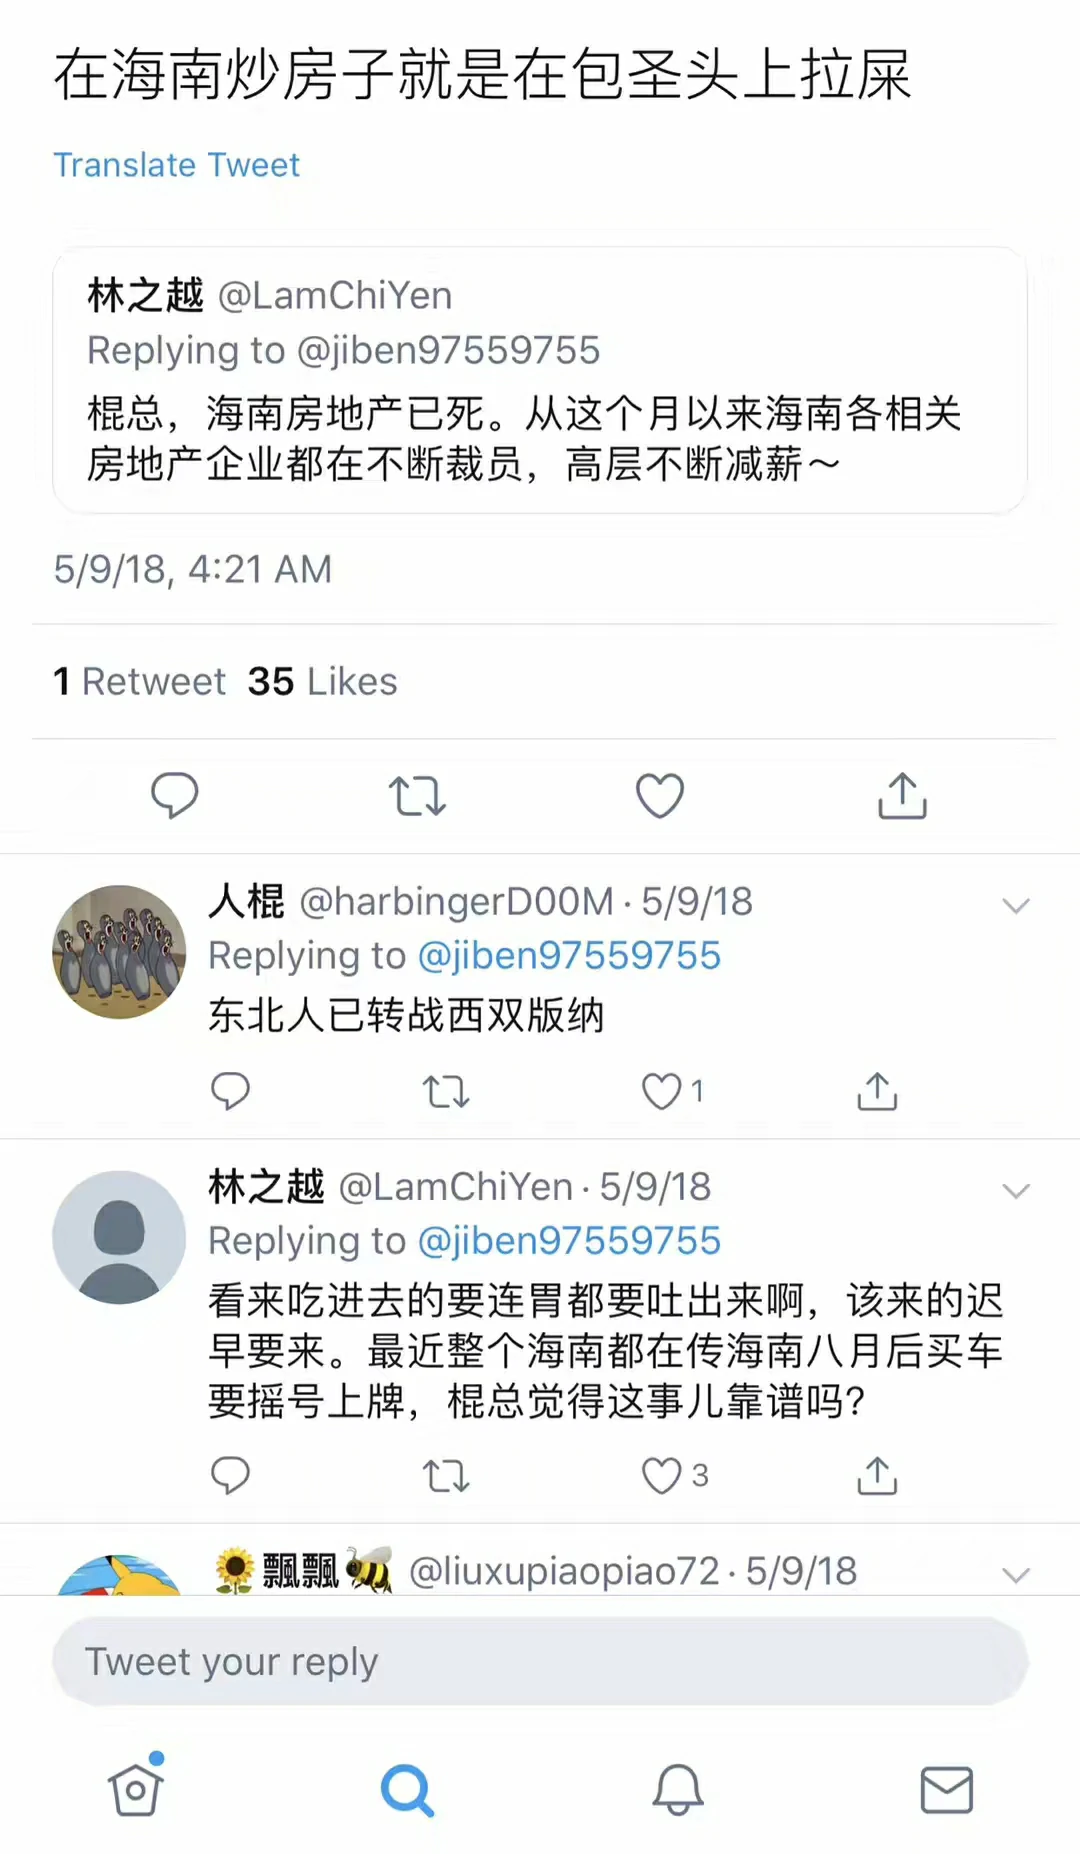 在海南炒房子就是在包圣头上拉屎
Translate Tweet
林之越 @LamChiYen
Replying to @jiben97559755
棍总，海南房地产已死。从这个月以来海南各相关
房地产企业都在不断裁员，高层不断减薪～
5/9/18, 4:21 AM
1 Retweet 35 Likes
人棍 @harbingerD00M · 5/9/18
Replying to @jiben97559755
东北人已转战西双版纳
1
林之越 @LamChiYen · 5/9/18
Replying to @jiben97559755
看来吃进去的要连胃都要吐出来啊，该来的迟
早要来。最近整个海南都在传海南八月后买车
要摇号上牌，棍总觉得这事儿靠谱吗？
3
🌻飄飄🐝 @liuxupiaopiao72 · 5/9/18
Tweet your reply